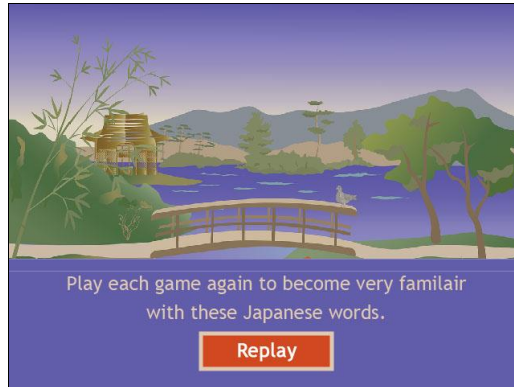 Play each game again to become very familair
with these Japanese words.
Replay